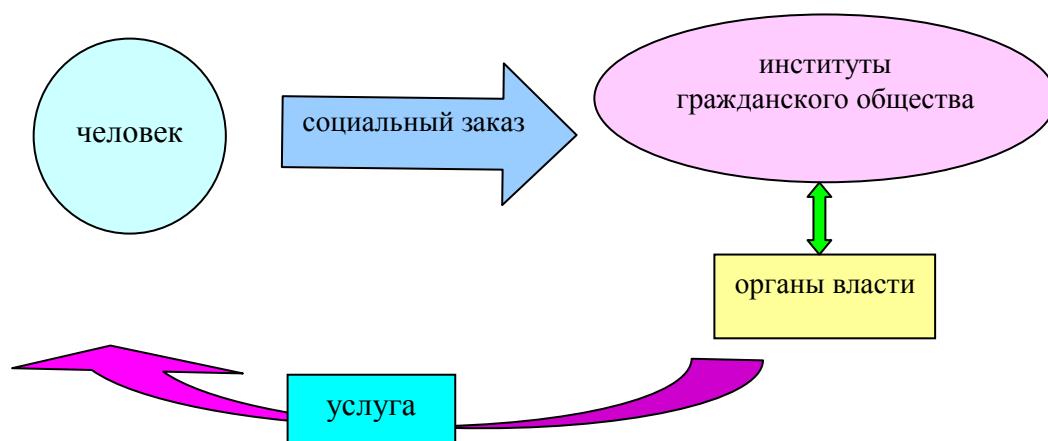 человек
социальный заказ
институты
гражданского общества
органы власти
услуга